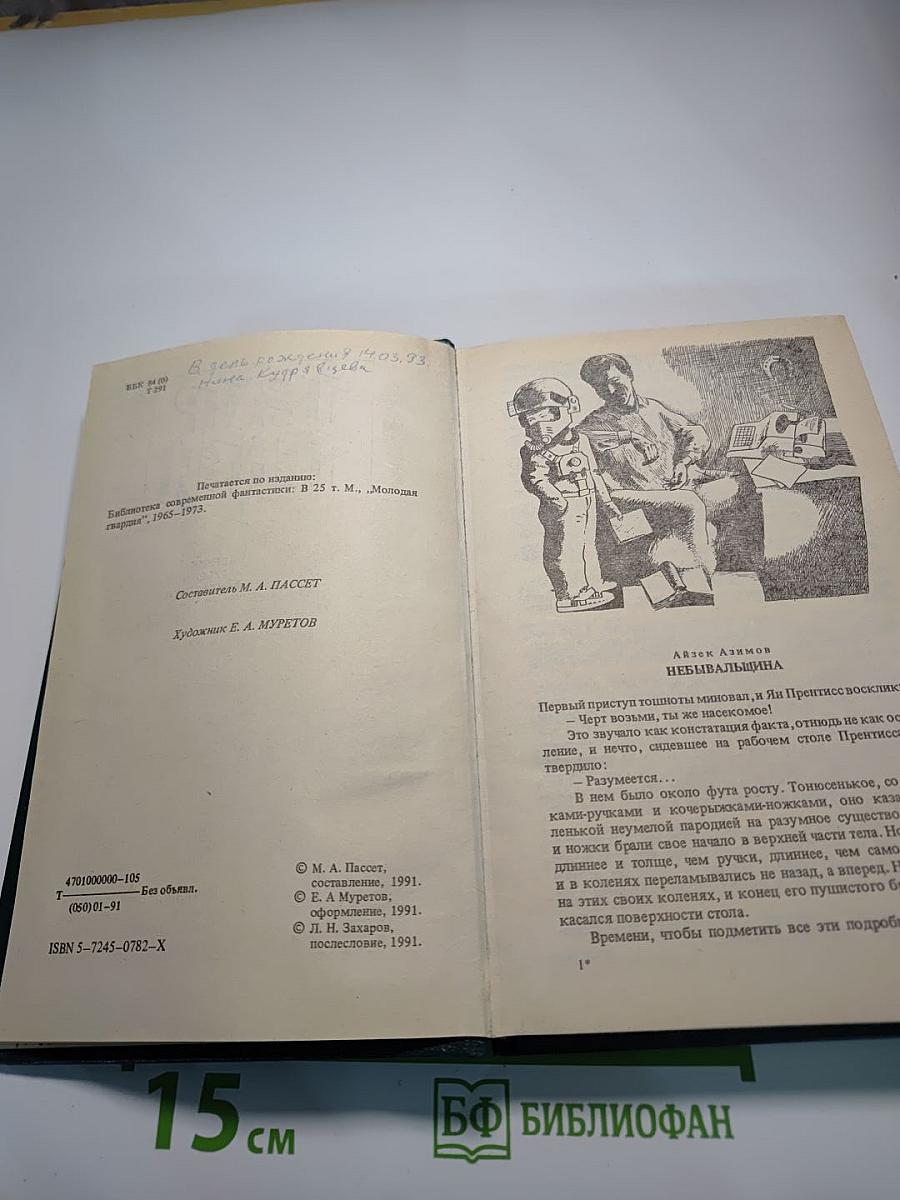 В день рождения 14.03.93.
Нина Кудрявцева
ББК 84 (0)
Т-291
Печатается по изданию:
Библиотека современной фантастики: В 25 т. М., „Молодая
гвардия”, 1965–1973.
Составитель М. А. ПАССЕТ
Художник Е. А. МУРЕТОВ
4701000000–105
Т Без объявл.
(050) 01–91
ISBN 5–7245–0782–Х
© М. А. Пассет,
составление, 1991.
© Е. А Муретов,
оформление, 1991.
© Л. Н. Захаров,
послесловие, 1991.
Айзек Азимов
НЕБЫВАЛЬЩИНА
Первый приступ тошноты миновал, и Ян Прентисс восклик
– Черт возьми, ты же насекомое!
Это звучало как констатация факта, отнюдь не как ос
ление, и нечто, сидевшее на рабочем столе Прентисса
твердило:
– Разумеется...
В нем было около фута росту. Тонюсенькое, со
ками-ручками и кочерыжками-ножками, оно каза
ленькой неумелой пародией на разумное существо
и ножки брали свое начало в верхней части тела. Но
длиннее и толще, чем ручки, длиннее, чем само
и в коленях переламывались не назад, а вперед. Н
на этих своих коленях, и конец его пушистого б
касался поверхности стола.
Времени, чтобы подметить все эти подроб
1*
15 см
БФ БИБЛИОФАН